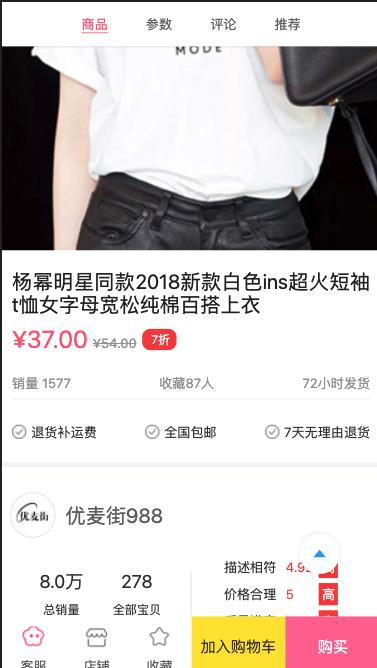 商品 参数 评论 推荐
MODE
杨幂明星同款2018新款白色ins超火短袖
t恤女字母宽松纯棉百搭上衣
¥37.00 ¥54.00 7折
销量 1577 收藏87人 72小时发货
退货补运费 全国包邮 7天无理由退货
优麦街 优麦街988
描述相符 4.9
8.0万 278 价格合理 5 高
总销量 全部宝贝
客服 店铺 收藏 加入购物车 购买